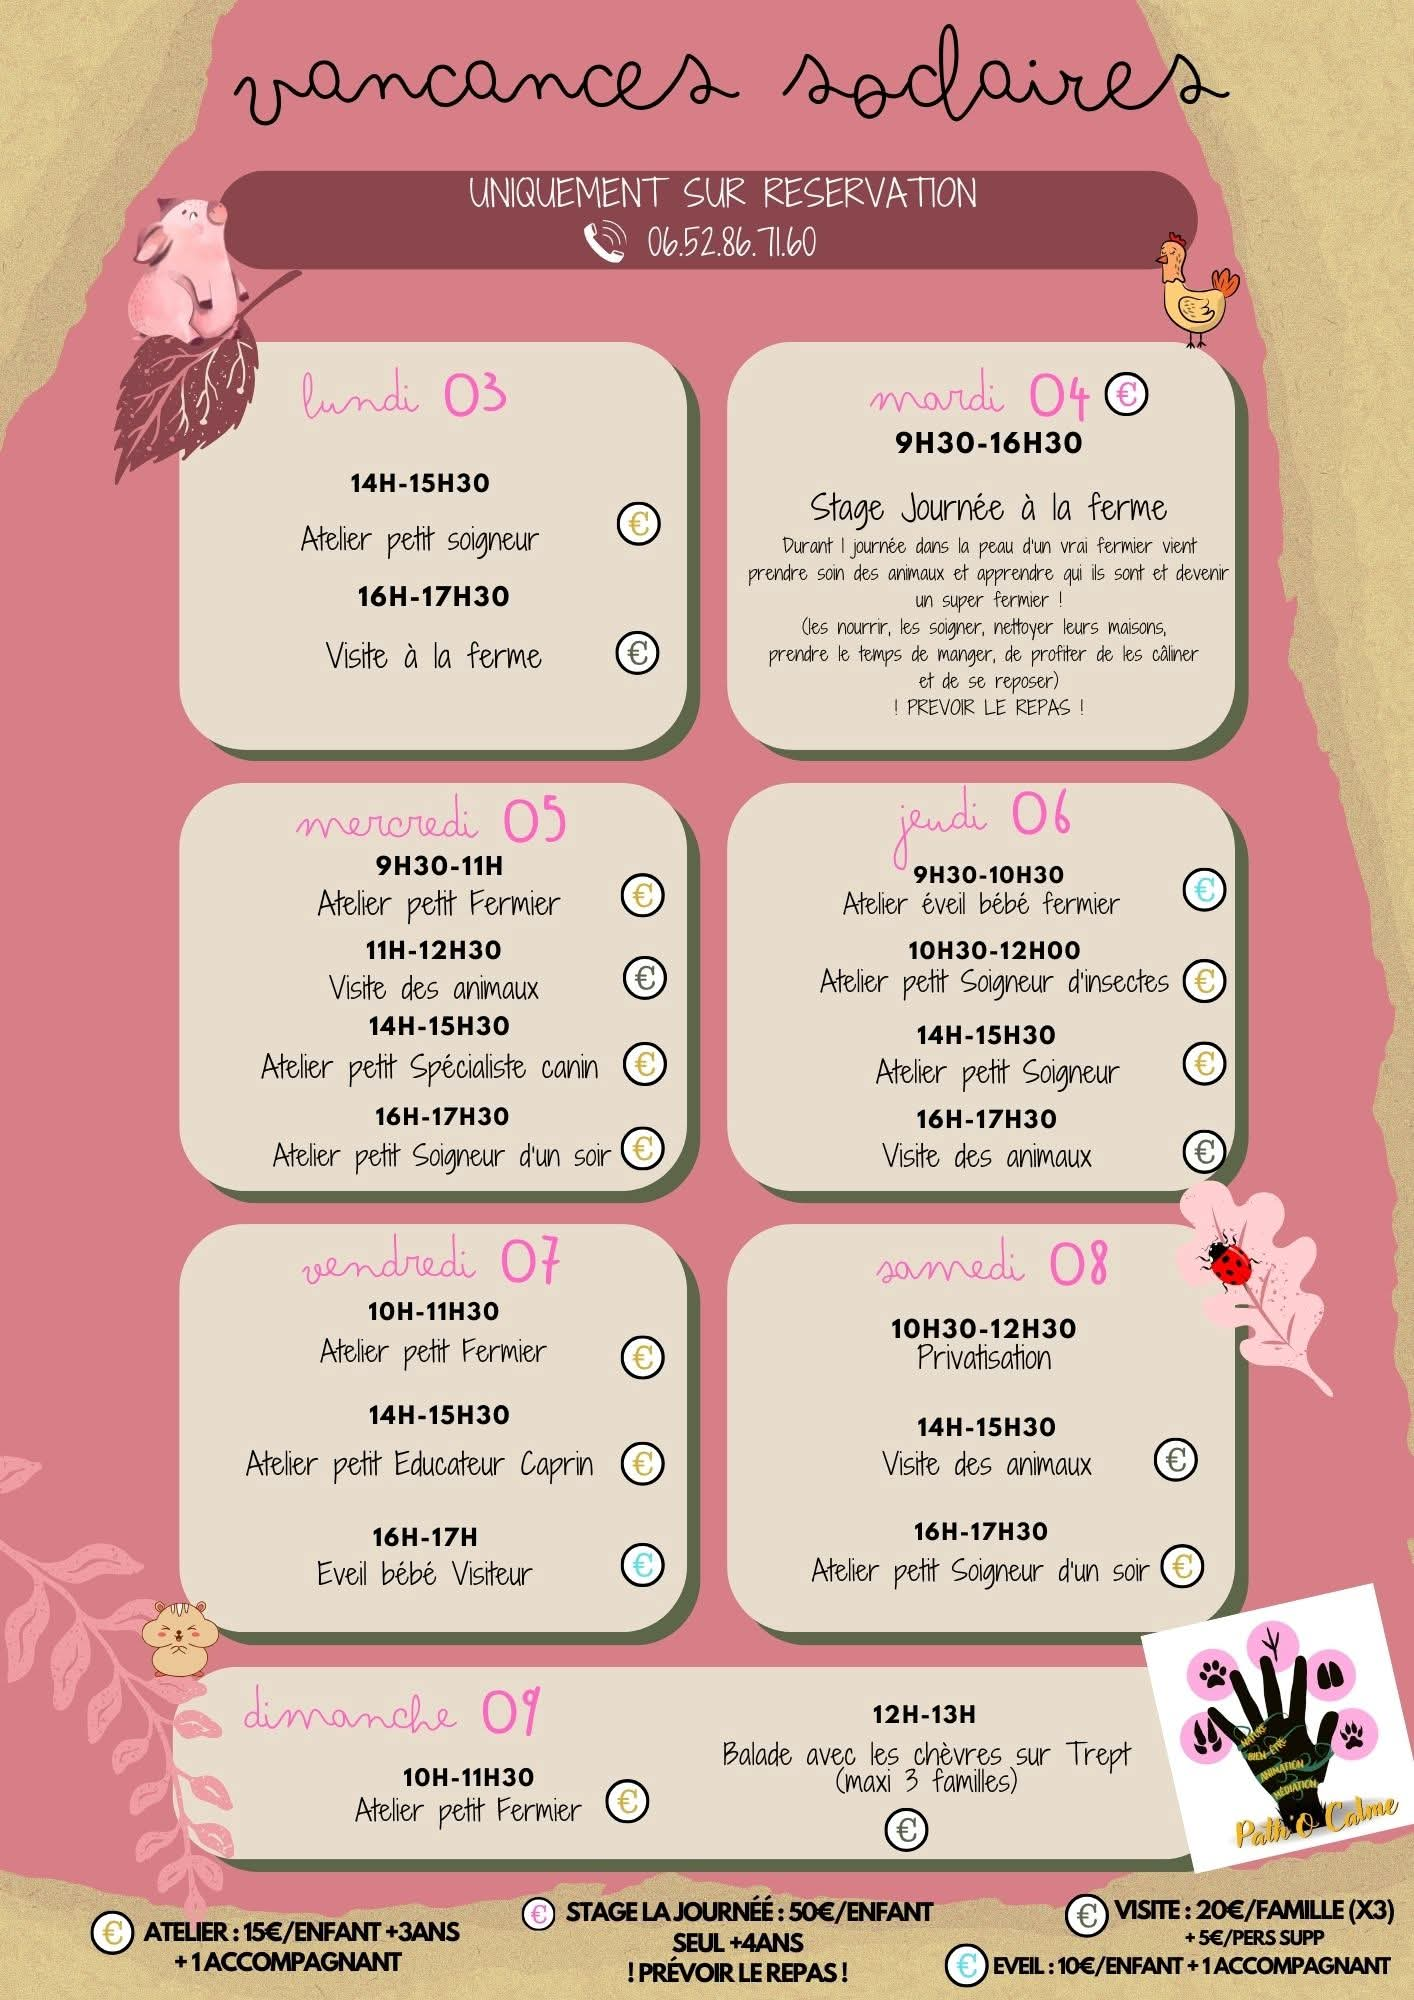 vancances soclaires
UNIQUEMENT SUR RESERVATION
06.52.86.71.60
lundi 03
14H-15H30
Atelier petit soigneur
€
16H-17H30
Visite à la ferme
€
mardi 04 €
9H30-16H30
Stage Journée à la ferme
Durant 1 journée dans la peau d'un vrai fermier vient
prendre soin des animaux et apprendre qui ils sont et devenir
un super fermier !
(les nourrir, les soigner, nettoyer leurs maisons,
prendre le temps de manger, de profiter de les câliner
et de se reposer)
! PREVOIR LE REPAS !
mercredi 05
9H30-11H
Atelier petit Fermier
€
11H-12H30
Visite des animaux
€
14H-15H30
Atelier petit Spécialiste canin €
16H-17H30
Atelier petit Soigneur d'un soir €
jeudi 06
9H30-10H30
Atelier éveil bébé fermier
€
10H30-12H00
Atelier petit Soigneur d'insectes €
14H-15H30
Atelier petit Soigneur
€
16H-17H30
Visite des animaux
€
vendredi 07
10H-11H30
Atelier petit Fermier
€
14H-15H30
Atelier petit Educateur Caprin €
16H-17H
Eveil bébé Visiteur
€
samedi 08
10H30-12H30
Privatisation
14H-15H30
Visite des animaux
€
16H-17H30
Atelier petit Soigneur d'un soir €
dimanche 09
10H-11H30
Atelier petit Fermier
€
12H-13H
Balade avec les chèvres sur Trept
(maxi 3 familles)
€
NATURE
BIEN-ÊTRE
ANIMATION
MÉDIATION
Path'O Calme
€ ATELIER : 15€/ENFANT +3ANS
+ 1 ACCOMPAGNANT
€ STAGE LA JOURNÉÉ : 50€/ENFANT
SEUL +4ANS
! PRÉVOIR LE REPAS !
€ VISITE : 20€/FAMILLE (X3)
+ 5€/PERS SUPP
€ EVEIL : 10€/ENFANT + 1 ACCOMPAGNANT